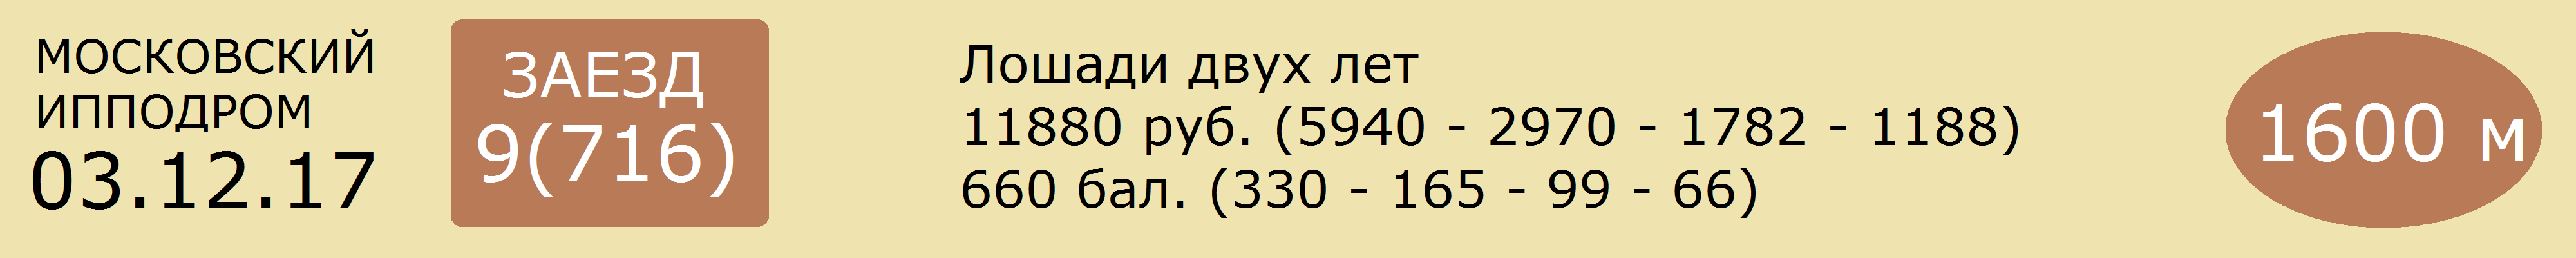 МОСКОВСКИЙ
ИППОДРОМ
03.12.17
ЗАЕЗД
9(716)
Лошади двух лет
11880 руб. (5940 - 2970 - 1782 - 1188)
660 бал. (330 - 165 - 99 - 66)
1600 м